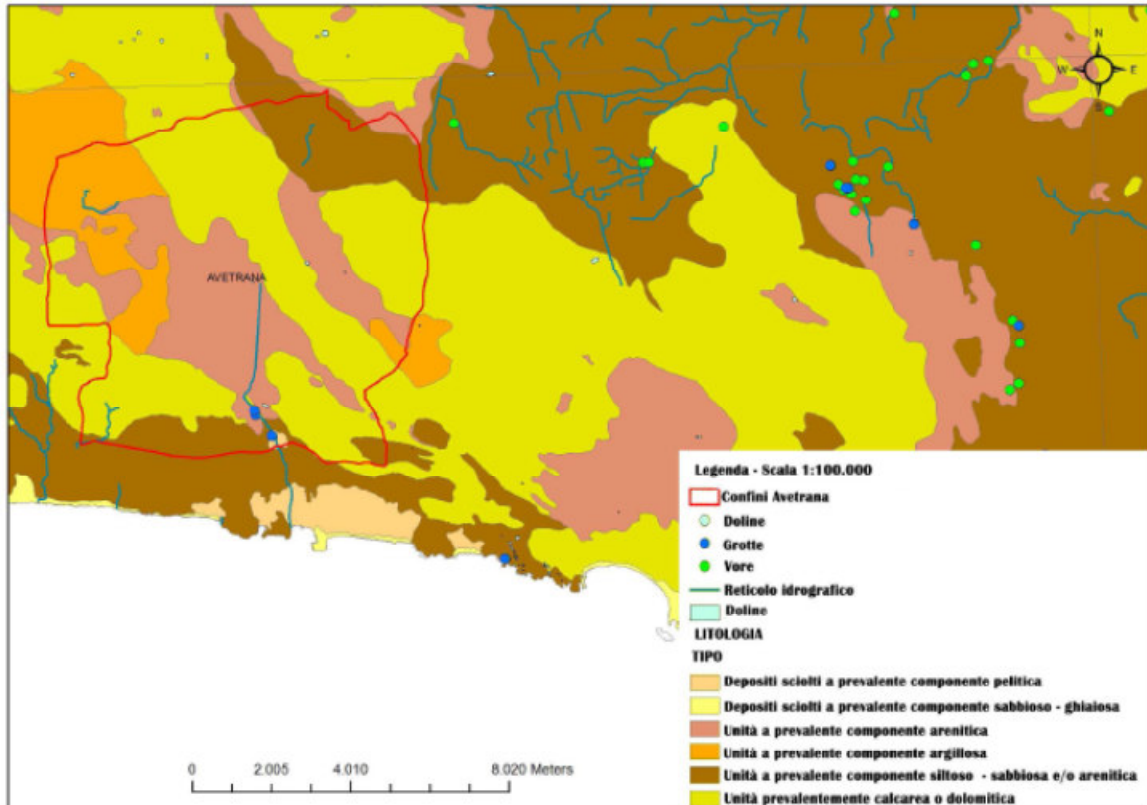 N
W E
S
AVETRANA
Legenda - Scala 1:100.000
Confini Avetrana
Doline
Grotte
Vore
Reticolo idrografico
Doline
LITOLOGIA
TIPO
Depositi sciolti a prevalente componente pelitica
Depositi sciolti a prevalente componente sabbioso - ghiaiosa
Unità a prevalente componente arenitica
Unità a prevalente componente argillosa
Unità a prevalente componente siltoso - sabbiosa e/o arenitica
Unità prevalentemente calcarea o dolomitica
0 2.005 4.010 8.020 Meters